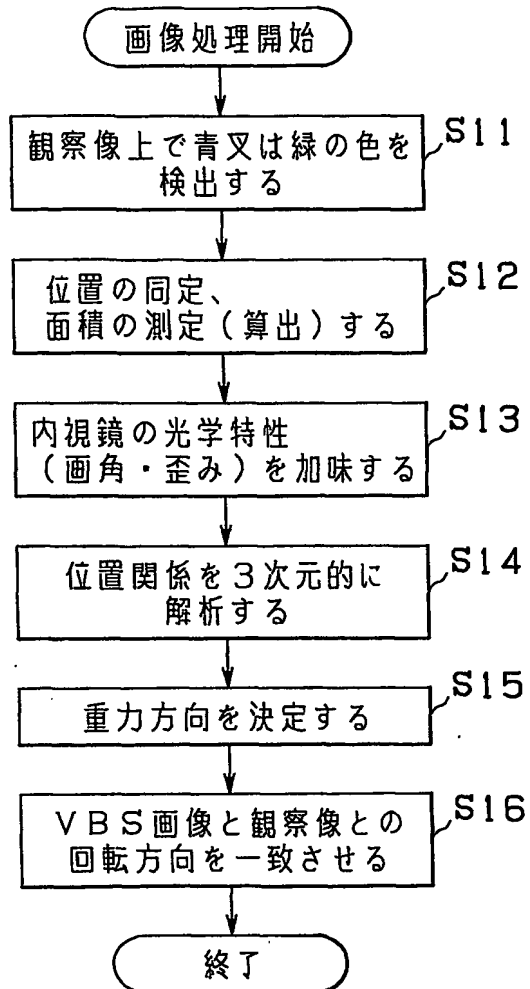 画像処理開始
S11
観察像上で青叉は緑の色を
検出する
S12
位置の同定、
面積の測定(算出)する
S13
内視鏡の光学特性
(画角・歪み)を加味する
S14
位置関係を3次元的に
解析する
S15
重力方向を決定する
S16
VBS画像と観察像との
回転方向を一致させる
終了